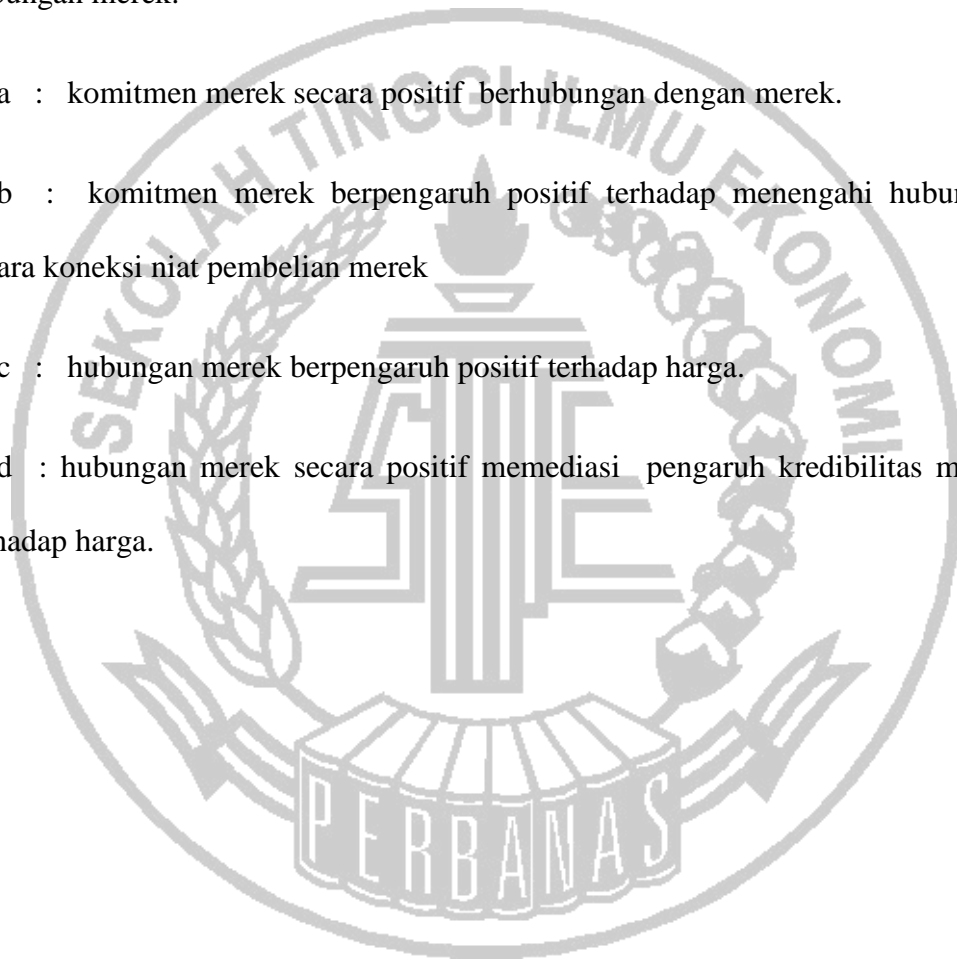 bungan merek.
a : komitmen merek secara positif berhubungan dengan merek.
b : komitmen merek berpengaruh positif terhadap menengahi hubun
ara koneksi niat pembelian merek
c : hubungan merek berpengaruh positif terhadap harga.
d : hubungan merek secara positif memediasi pengaruh kredibilitas m
hadap harga.
SEKOLAH TINGGI ILMU EKONOMI
PERBANAS